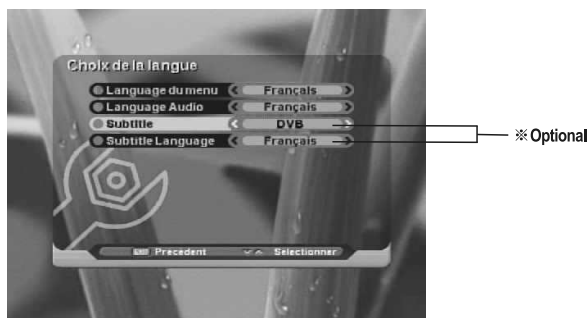 Choix de la langue
Language du menu Français
Language Audio Français
Subtitle DVB
Subtitle Language Français
※Optional
Precedent Selectionner